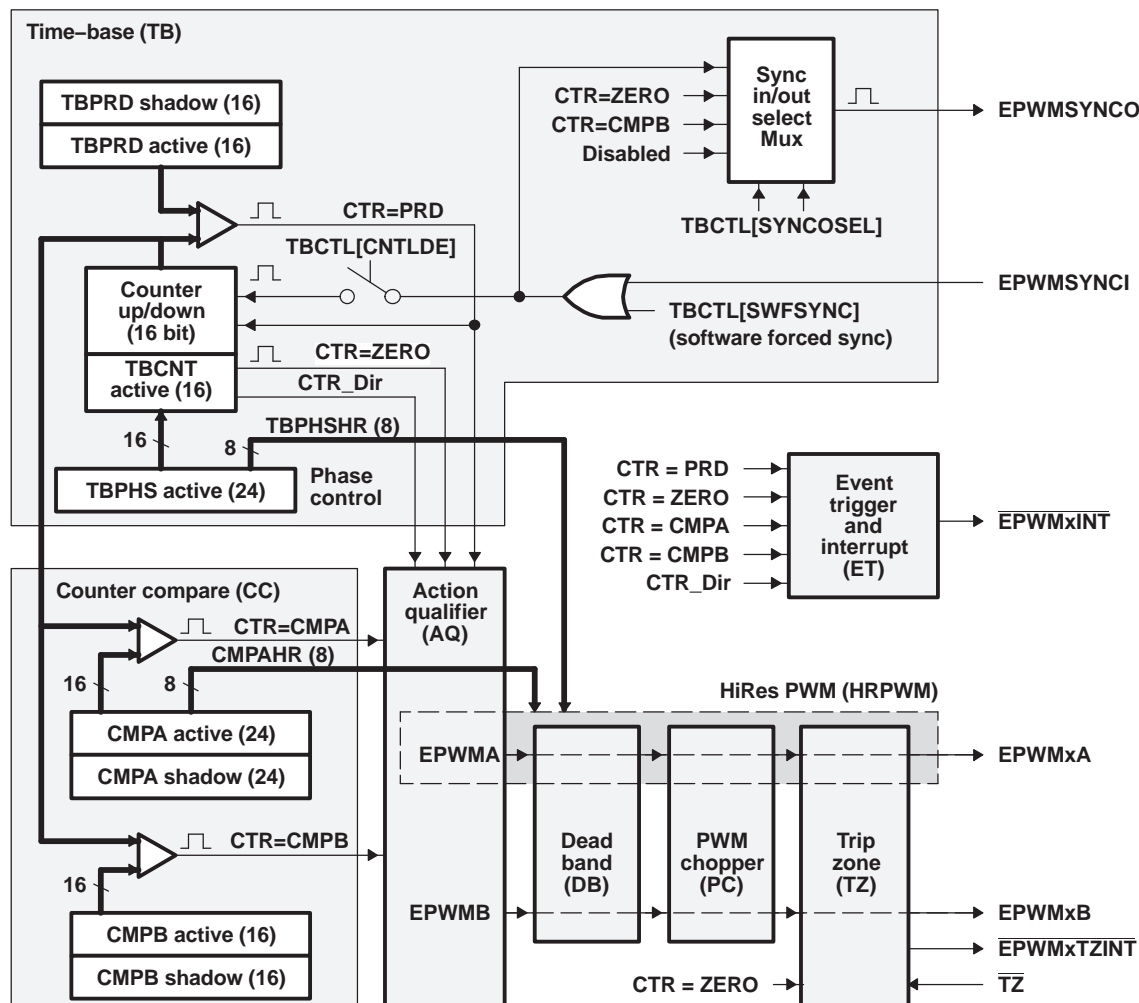 Time–base (TB)
TBPRD shadow (16)
TBPRD active (16)
CTR=PRD
TBCTL[CNTLDE]
Counter
up/down
(16 bit)
TBCNT
active (16)
CTR=ZERO
CTR_Dir
16
8
TBPHSHR (8)
TBPHS active (24)
Phase
control
CTR=ZERO
CTR=CMPB
Disabled
Sync
in/out
select
Mux
TBCTL[SYNCOSEL]
EPWMSYNCO
EPWMSYNCI
TBCTL[SWFSYNC]
(software forced sync)
CTR = PRD
CTR = ZERO
CTR = CMPA
CTR = CMPB
CTR_Dir
Event
trigger
and
interrupt
(ET)
EPWMxINT
Counter compare (CC)
CTR=CMPA
CMPAHR (8)
16
8
CMPA active (24)
CMPA shadow (24)
CTR=CMPB
16
CMPB active (16)
CMPB shadow (16)
Action
qualifier
(AQ)
HiRes PWM (HRPWM)
EPWMA
EPWMB
Dead
band
(DB)
PWM
chopper
(PC)
Trip
zone
(TZ)
CTR = ZERO
EPWMxA
EPWMxB
EPWMxTZINT
TZ